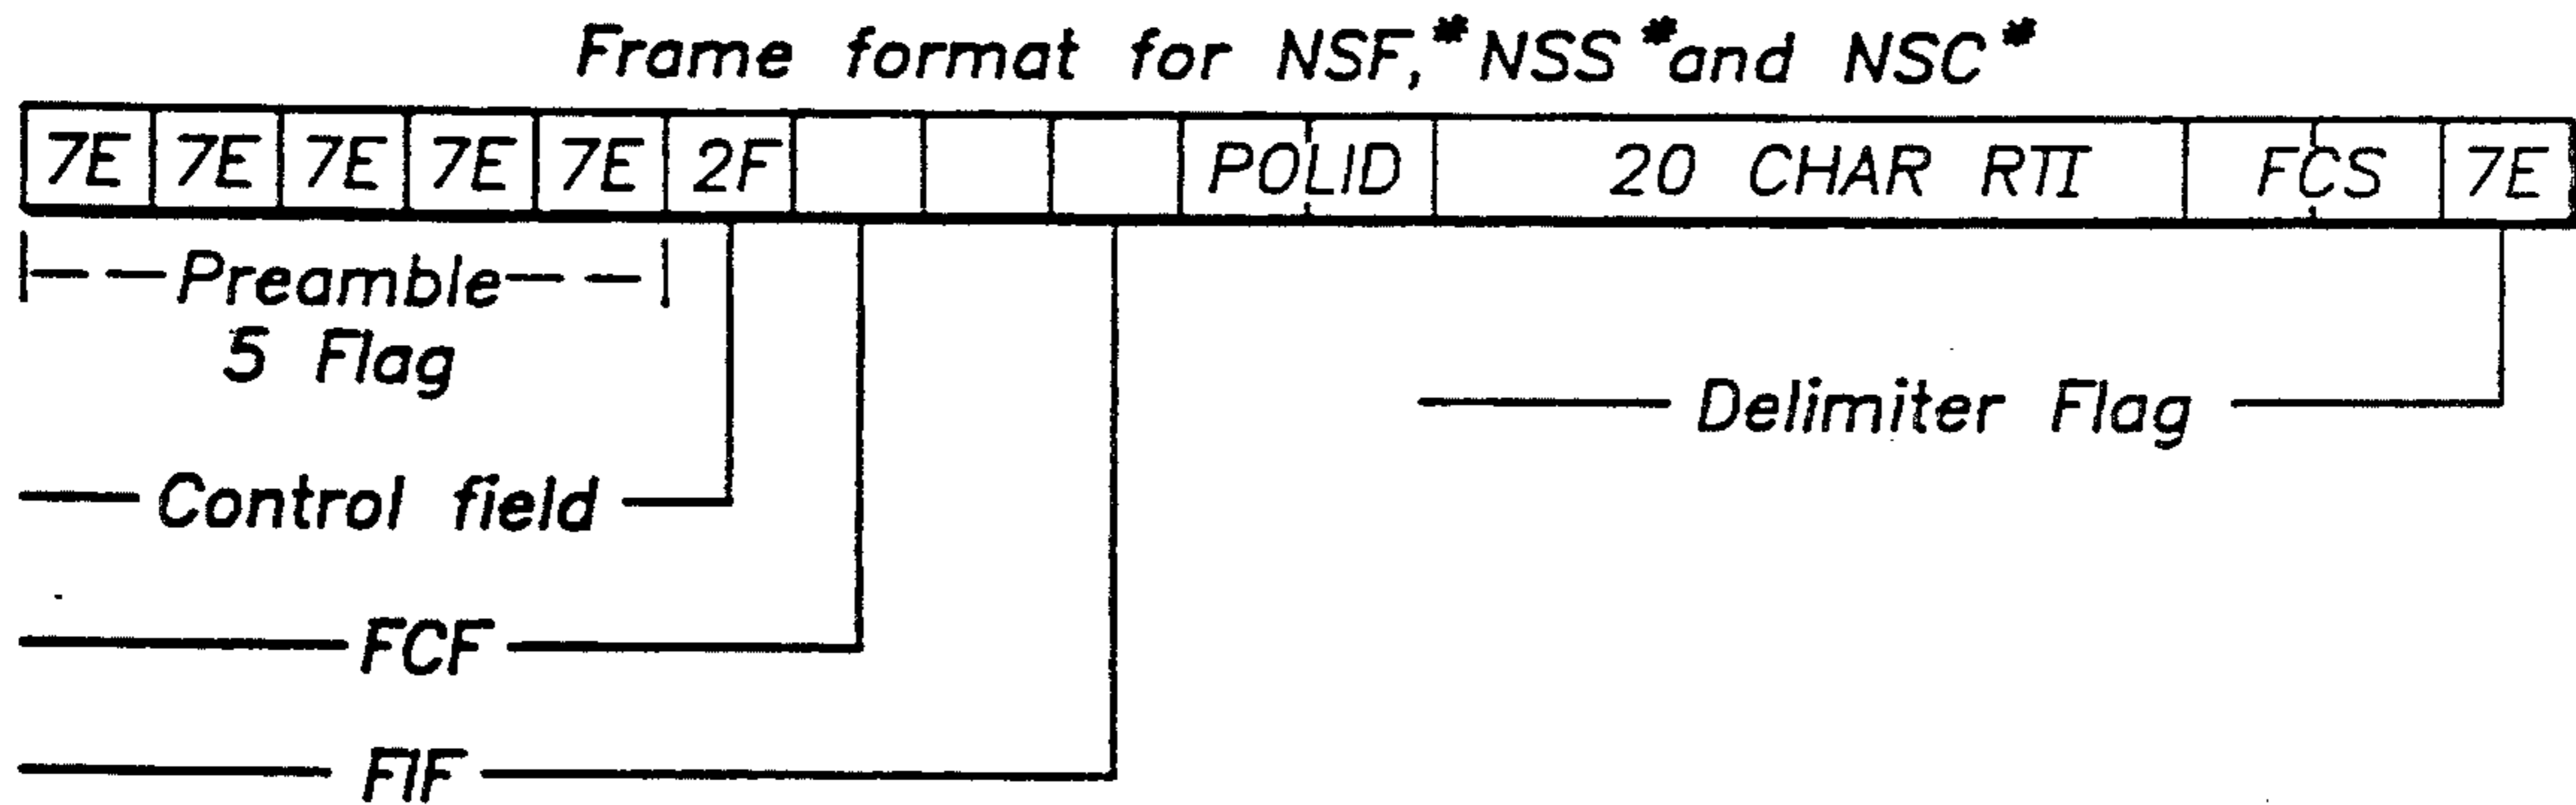 Frame format for NSF,* NSS* and NSC*
7E 7E 7E 7E 7E 2F POLID 20 CHAR RTI FCS 7E
Preamble
5 Flag
Delimiter Flag
Control field
FCF
FIF